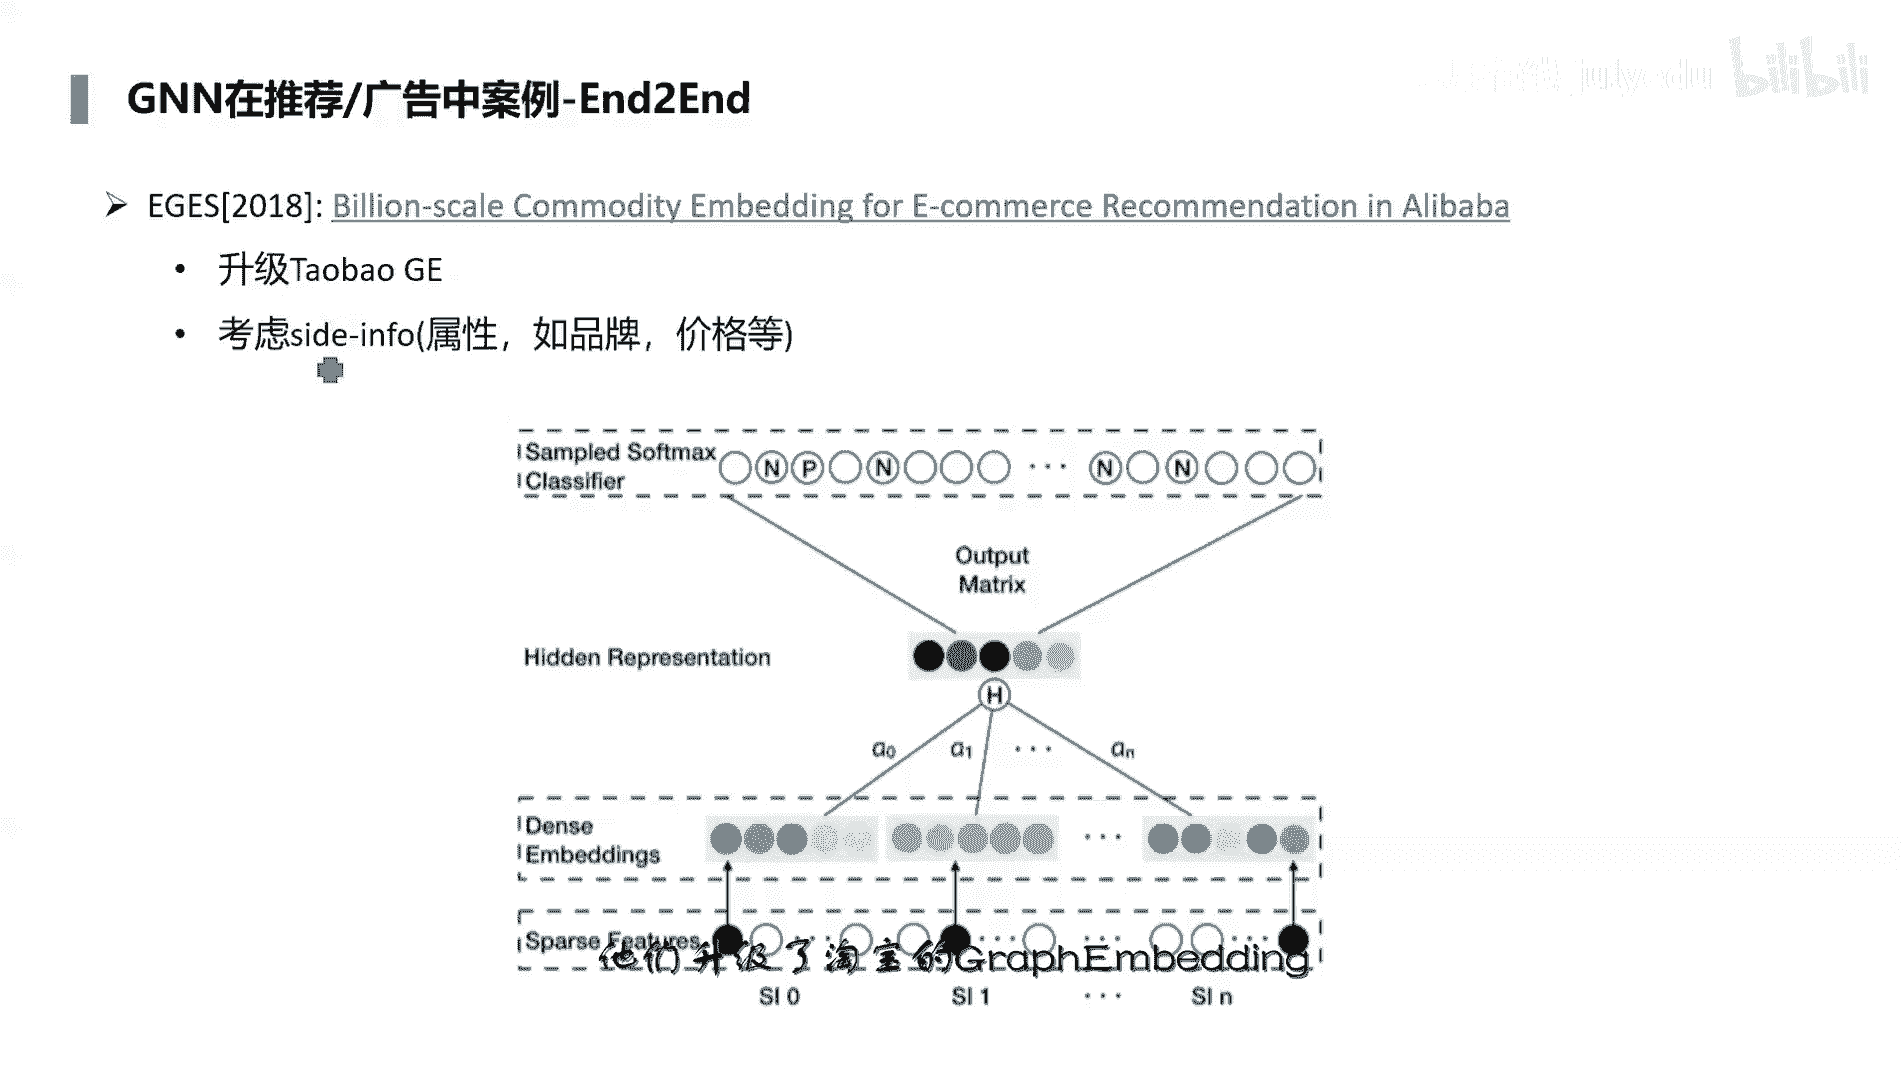 GNN在推荐/广告中案例-End2End
julyedu bilibili
EGES[2018]: Billion-scale Commodity Embedding for E-commerce Recommendation in Alibaba
• 升级Taobao GE
• 考虑side-info(属性，如品牌，价格等)
Sampled Softmax
Classifier
N P N ··· N N
Output
Matrix
Hidden Representation
H
a0 a1 ··· an
Dense
Embeddings
···
Sparse Features
他们升级了淘宝的GraphEmbedding
SI 0 SI 1 ··· SI n